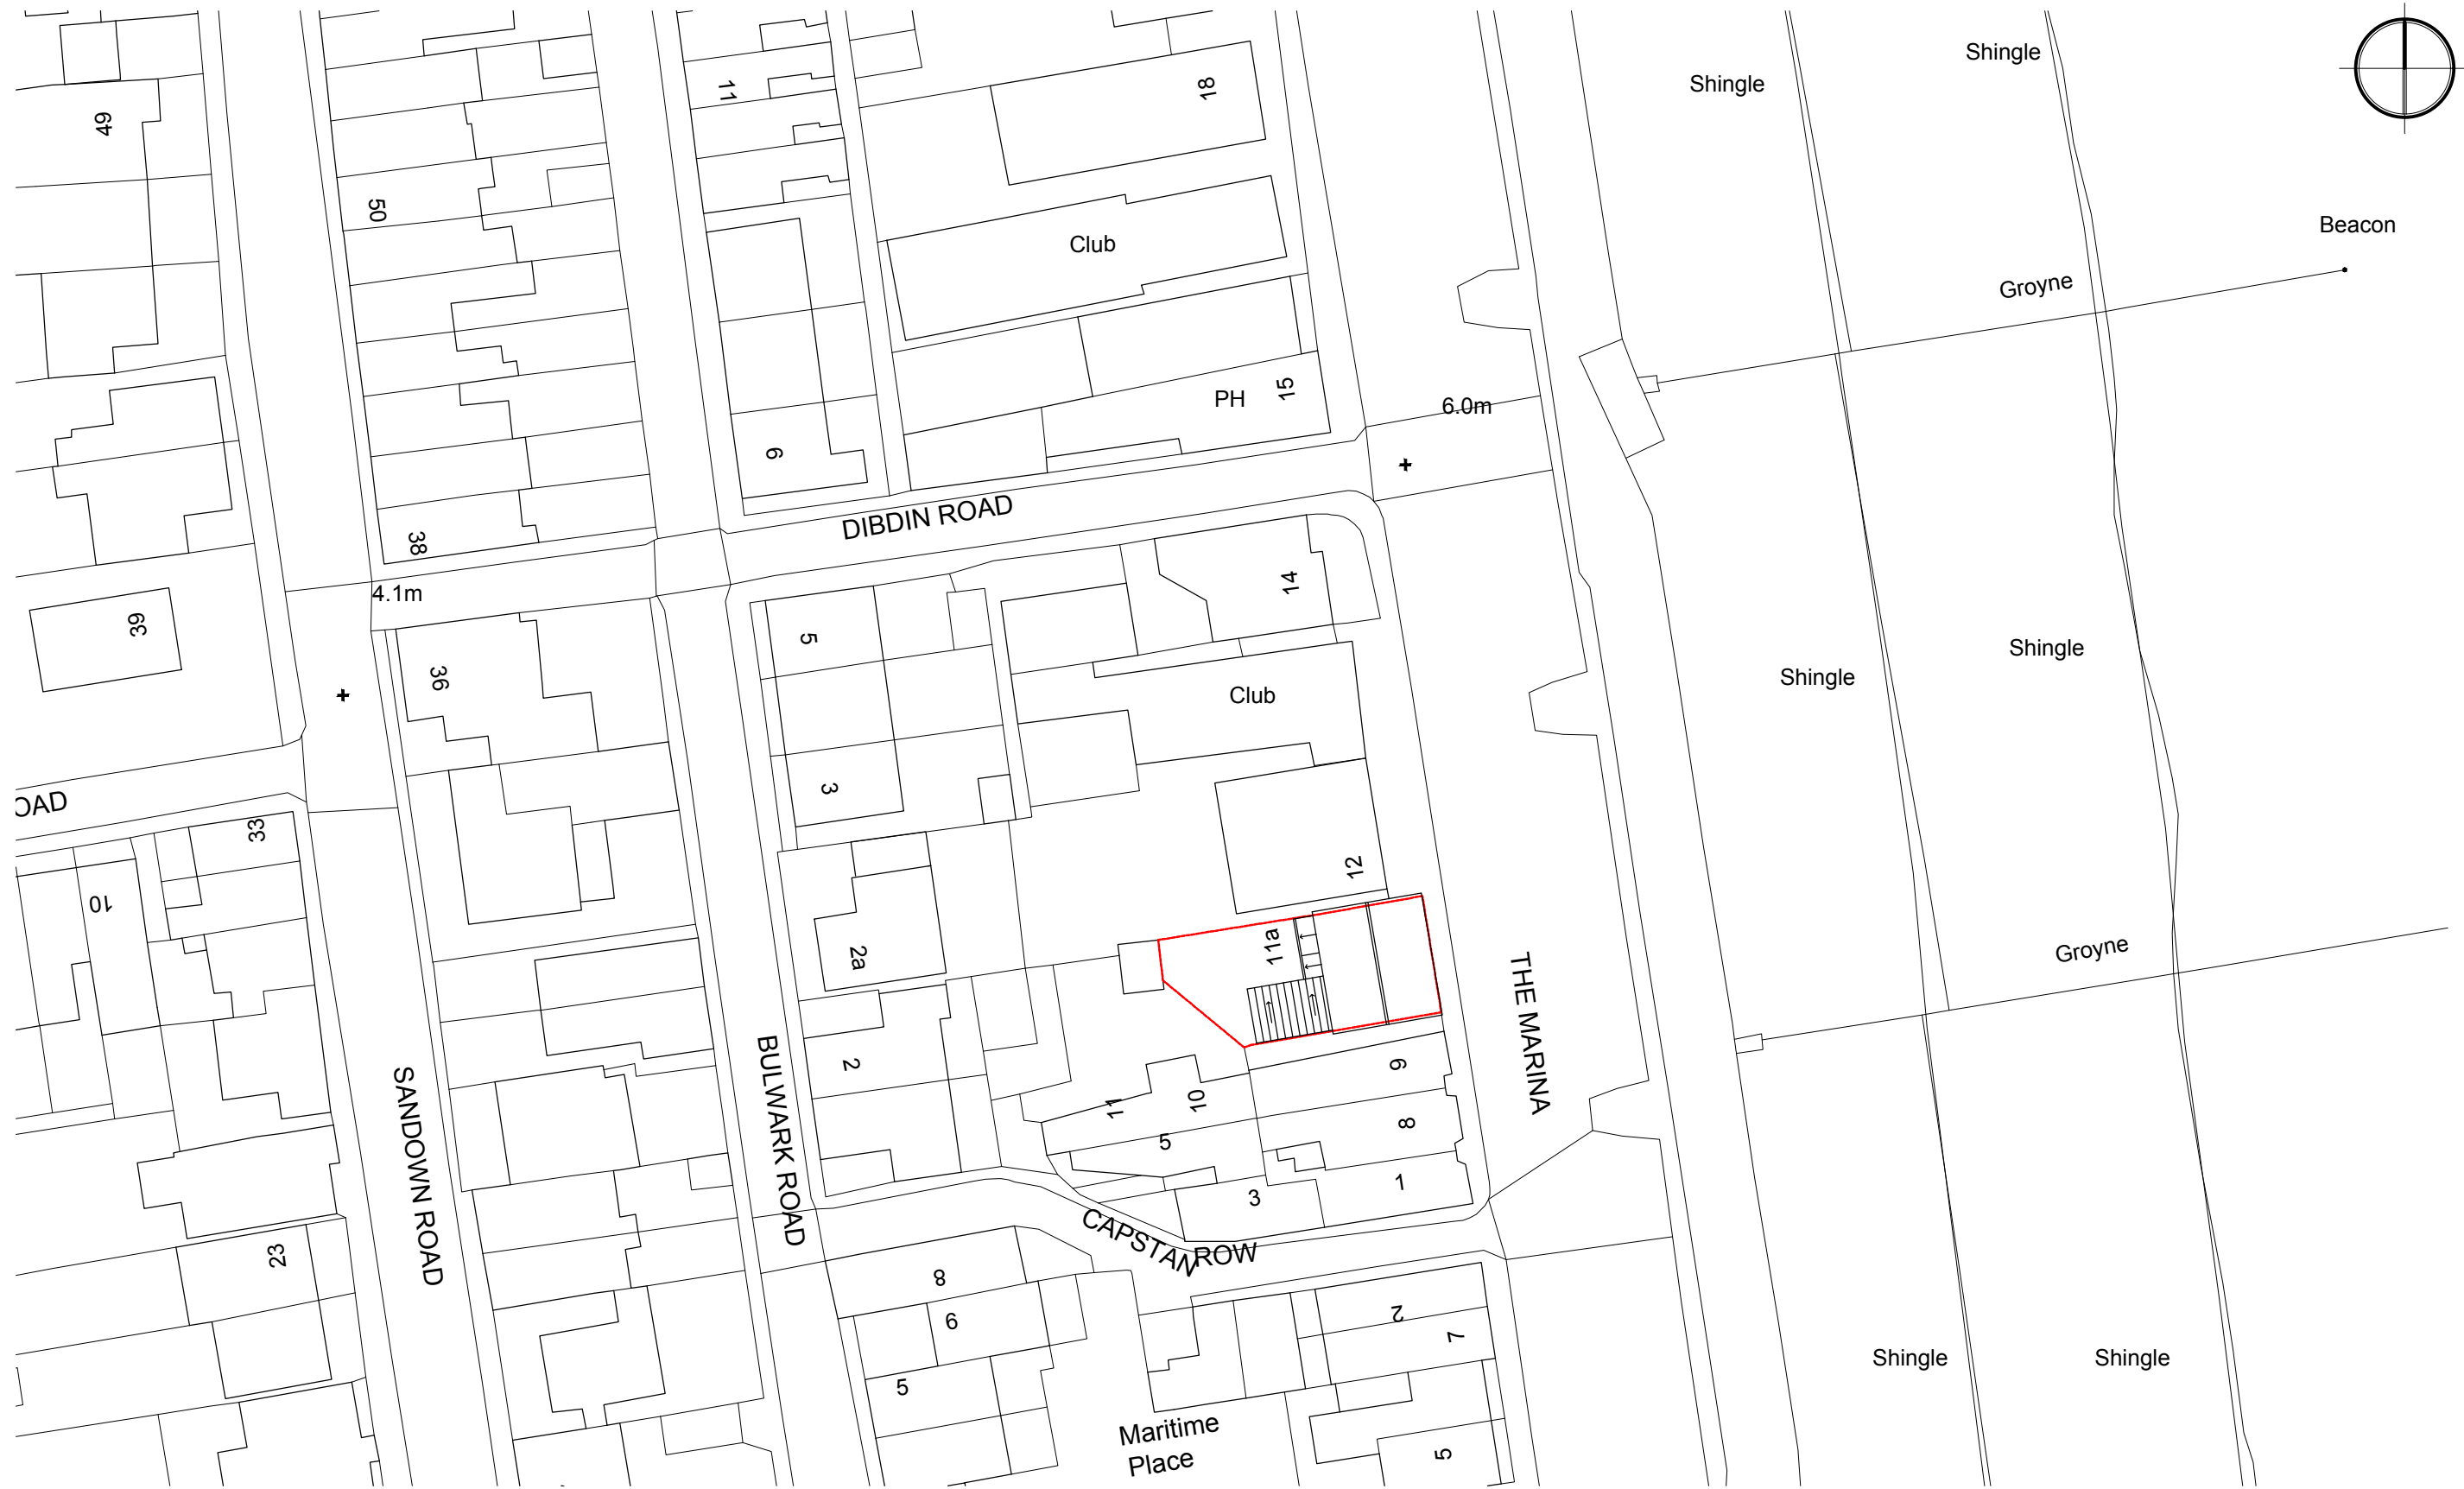 Shingle
Shingle
49
11
18
50
Beacon
Club
Groyne
15
PH
6.0m
6
DIBDIN ROAD
38
4.1m
14
39
5
36
Shingle
Shingle
Club
3
OAD
33
12
10
2a
11a
Groyne
THE MARINA
2
9
BULWARK ROAD
SANDOWN ROAD
10
11
8
5
1
3
CAPSTAN ROW
23
8
6
2
7
5
Shingle
Shingle
Maritime
Place
5